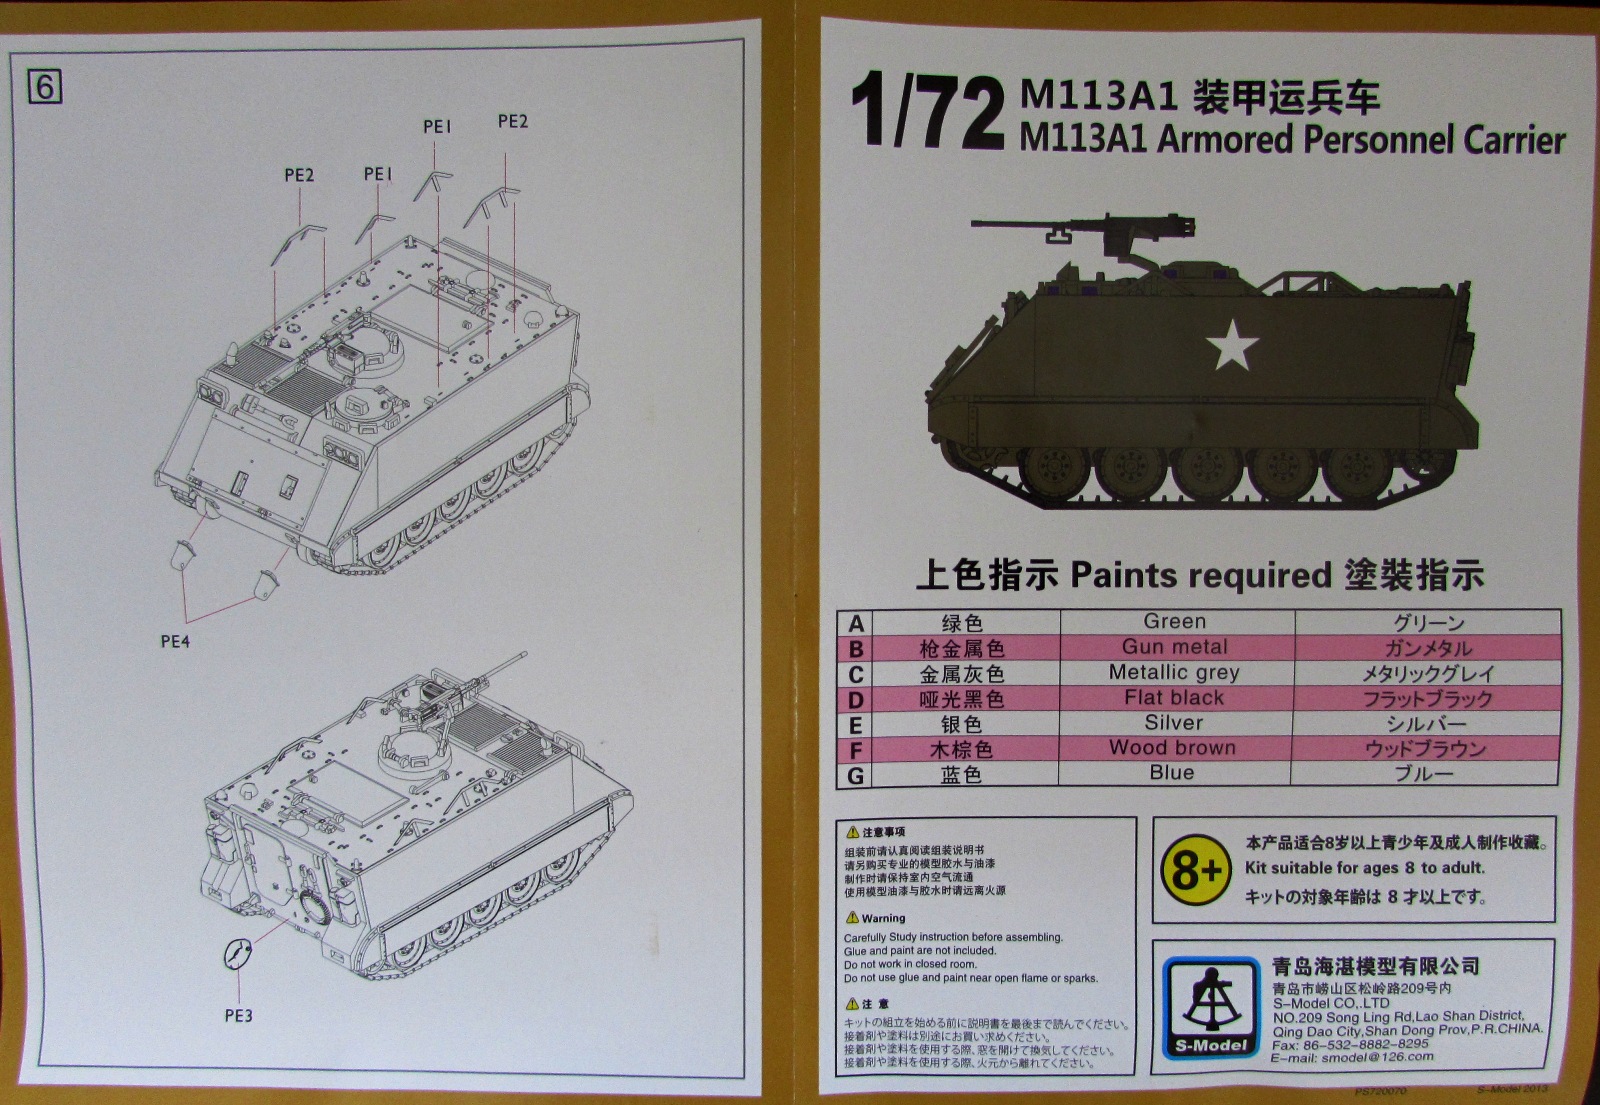 6
PE1
PE2
PE2
PE1
PE4
PE3
1/72
M113A1 装甲运兵车
M113A1 Armored Personnel Carrier
上色指示 Paints required 塗装指示
A 绿色 Green グリーン
B 枪金属色 Gun metal ガンメタル
C 金属灰色 Metallic grey メタリックグレイ
D 哑光黑色 Flat black フラットブラック
E 银色 Silver シルバー
F 木棕色 Wood brown ウッドブラウン
G 蓝色 Blue ブルー
注意事项
组装前请认真阅读组装说明书
请另购买专业的模型胶水与油漆
制作时请保持室内空气流通
使用模型油漆与胶水时请远离火源
Warning
Carefully Study instruction before assembling.
Glue and paint are not included.
Do not work in closed room.
Do not use glue and paint near open flame or sparks.
注 意
キットの組立を始める前に説明書を最後まで読んでください。
接着剤や塗料は別途にお買い求めください。
接着剤や塗料を使用する際、窓を開けて換気してください。
接着剤や塗料を使用する際、火元から離れてください。
8+
本产品适合8岁以上青少年及成人制作收藏。
Kit suitable for ages 8 to adult.
キットの対象年齢は 8 才以上です。
S-Model
青岛海湛模型有限公司
青岛市崂山区松岭路209号内
S-Model CO,.LTD
NO.209 Song Ling Rd,Lao Shan District,
Qing Dao City,Shan Dong Prov,P.R.CHINA.
Fax: 86-532-8882-8295
E-mail: smodel@126.com
PS720070
S-Model 2013